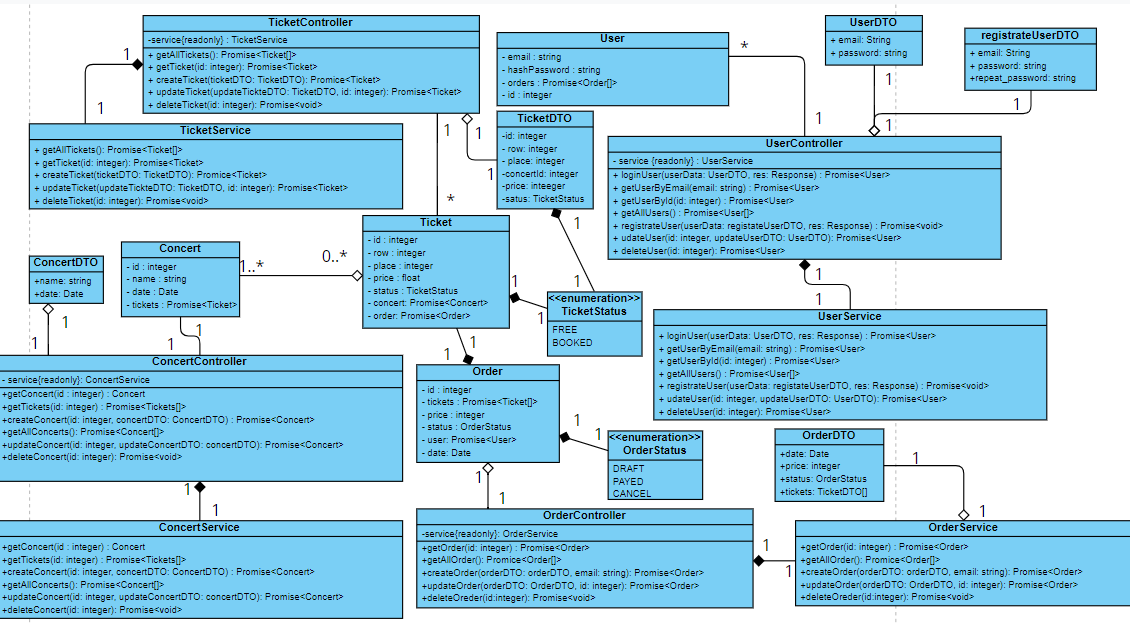 TicketController
-service{readonly} : TicketService
+ getAllTickets(): Promise<Ticket[]>
+ getTicket(id: integer): Promise<Ticket>
+ createTicket(ticketDTO: TicketDTO): Promice<Ticket>
+ updateTicket(updateTickteDTO: TicketDTO, id: integer): Promise<Ticket>
+ deleteTicket(id: integer): Promise<void>
1
1
TicketService
+ getAllTickets(): Promise<Ticket[]>
+ getTicket(id: integer): Promise<Ticket>
+ createTicket(ticketDTO: TicketDTO): Promice<Ticket>
+ updateTicket(updateTickteDTO: TicketDTO, id: integer): Promise<Ticket>
+ deleteTicket(id: integer): Promise<void>
User
- email : string
- hashPassword : string
- orders : Promise<Order[]>
- id : integer
*
1
UserDTO
+ email: String
+ password: string
1
registrateUserDTO
+ email: String
+ password: string
+repeat_password: string
1
1
TicketDTO
-id: integer
- row: integer
- place: integer
-concertId: integer
-price: inteeger
-satus: TicketStatus
1
1
1
*
1
1
UserController
- service {readonly} : UserService
+ loginUser(userData: UserDTO, res: Response) : Promise<User>
+ getUserByEmail(email: string) : Promise<User>
+ getUserById(id: integer) : Promise<User>
+ getAllUsers() : Promise<User[]>
+ registrateUser(userData: registateUserDTO, res: Response) : Promise<void>
+ udateUser(id: integer, updateUserDTO: UserDTO) : Promise<User>
+ deleteUser(id: integer): Promise<User>
1
1
UserService
+ loginUser(userData: UserDTO, res: Response) : Promise<User>
+ getUserByEmail(email: string) : Promise<User>
+ getUserById(id: integer) : Promise<User>
+ getAllUsers() : Promise<User[]>
+ registrateUser(userData: registateUserDTO, res: Response) : Promise<void>
+ udateUser(id: integer, updateUserDTO: UserDTO) : Promise<User>
+ deleteUser(id: integer): Promise<User>
Ticket
- id : integer
- row : integer
- place : integer
- price : float
- status : TicketStatus
- concert: Promise<Concert>
- order: Promise<Order>
1..*
0..*
1
1
Concert
- id : integer
- name : string
- date : Date
- tickets : Promise<Ticket>
1
1
ConcertDTO
+name: string
+date: Date
1
1
<<enumeration>>
TicketStatus
FREE
BOOKED
1
1
ConcertController
- service{readonly}: ConcertService
+getConcert(id : integer) : Concert
+getTickets(id: integer) : Promise<Tickets[]>
+createConcert(id: integer, concertDTO: ConcertDTO) : Promise<Concert>
+getAllConcerts(): Promise<Concert[]>
+updateConcert(id: integer, updateConcertDTO: concertDTO): Promise<Concert>
+deleteConcert(id: integer): Promise<void>
1
1
ConcertService
+getConcert(id : integer) : Concert
+getTickets(id: integer) : Promise<Tickets[]>
+createConcert(id: integer, concertDTO: ConcertDTO) : Promise<Concert>
+getAllConcerts(): Promise<Concert[]>
+updateConcert(id: integer, updateConcertDTO: concertDTO): Promise<Concert>
+deleteConcert(id: integer): Promise<void>
Order
- id : integer
- tickets : Promise<Ticket[]>
- price : integer
- status : OrderStatus
- user: Promise<User>
- date: Date
1
1
<<enumeration>>
OrderStatus
DRAFT
PAYED
CANCEL
1
1
OrderController
-service{readonly}: OrderService
+getOrder(id: integer) : Promise<Order>
+getAllOrder(): Promice<Order[]>
+createOrder(orderDTO: orderDTO, email: string): Promise<Order>
+updateOrder(orderDTO: OrderDTO, id: integer): Promise<Order>
+deleteOreder(id:integer): Promise<void>
1
1
OrderDTO
+date: Date
+price: integer
+status: OrderStatus
+tickets: TicketDTO[]
1
1
OrderService
+getOrder(id: integer) : Promise<Order>
+getAllOrder(): Promice<Order[]>
+createOrder(orderDTO: orderDTO, email: string): Promise<Order>
+updateOrder(orderDTO: OrderDTO, id: integer): Promise<Order>
+deleteOreder(id:integer): Promise<void>